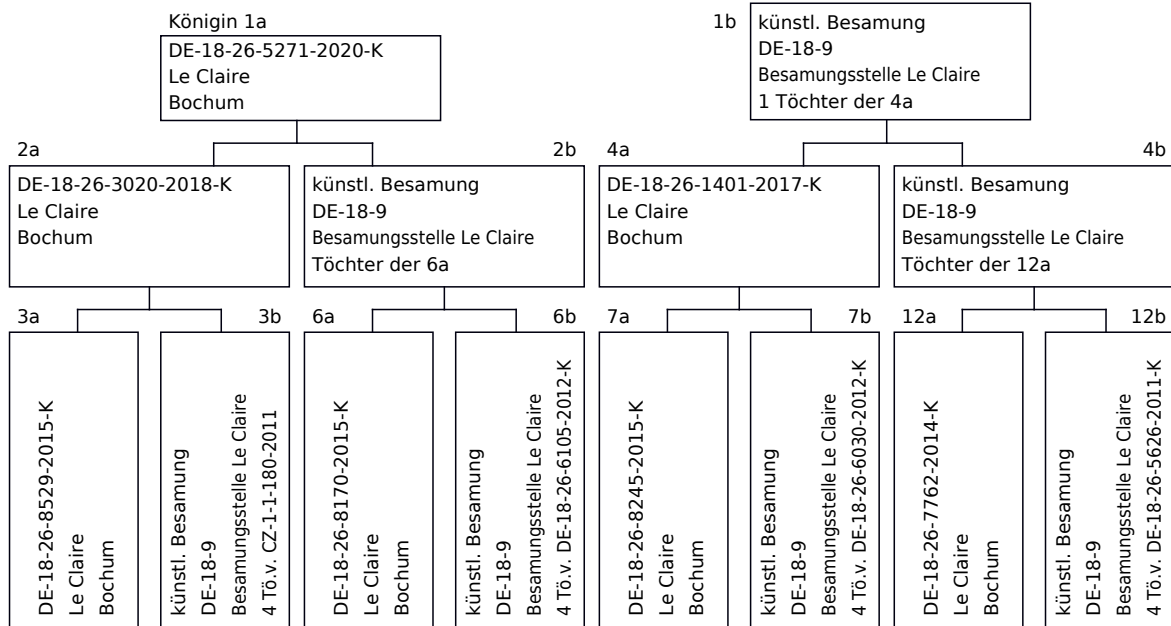 Königin 1a
DE-18-26-5271-2020-K
Le Claire
Bochum
1b
künstl. Besamung
DE-18-9
Besamungsstelle Le Claire
1 Töchter der 4a
2a
DE-18-26-3020-2018-K
Le Claire
Bochum
2b
künstl. Besamung
DE-18-9
Besamungsstelle Le Claire
Töchter der 6a
4a
DE-18-26-1401-2017-K
Le Claire
Bochum
4b
künstl. Besamung
DE-18-9
Besamungsstelle Le Claire
Töchter der 12a
3a
DE-18-26-8529-2015-K
Le Claire
Bochum
3b
künstl. Besamung
DE-18-9
Besamungsstelle Le Claire
4 Tö.v. CZ-1-1-180-2011
6a
DE-18-26-8170-2015-K
Le Claire
Bochum
6b
künstl. Besamung
DE-18-9
Besamungsstelle Le Claire
4 Tö.v. DE-18-26-6105-2012-K
7a
DE-18-26-8245-2015-K
Le Claire
Bochum
7b
künstl. Besamung
DE-18-9
Besamungsstelle Le Claire
4 Tö.v. DE-18-26-6030-2012-K
12a
DE-18-26-7762-2014-K
Le Claire
Bochum
12b
künstl. Besamung
DE-18-9
Besamungsstelle Le Claire
4 Tö.v. DE-18-26-5626-2011-K